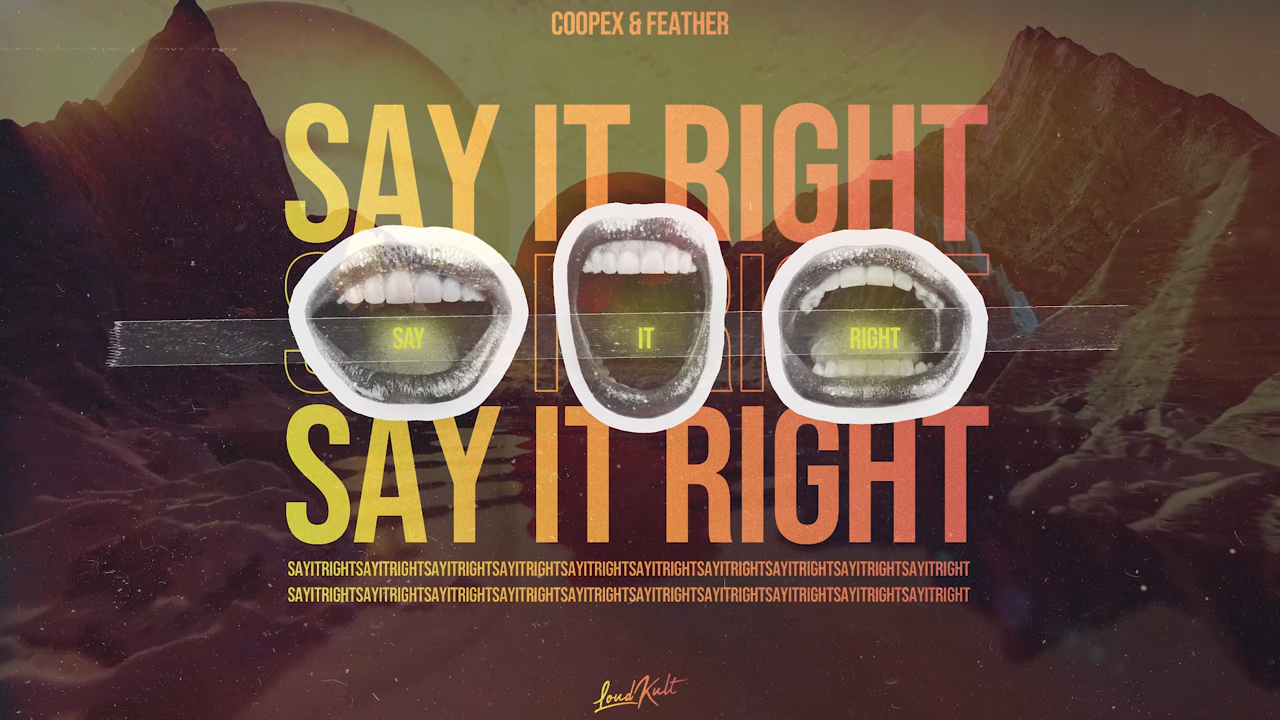 COOPEX & FEATHER
SAY IT RIGHT
SAY IT RIGHT
SAY IT RIGHT
SAYITRIGHTSAYITRIGHTSAYITRIGHTSAYITRIGHTSAYITRIGHTSAYITRIGHTSAYITRIGHTSAYITRIGHTSAYITRIGHTSAYITRIGHT
SAYITRIGHTSAYITRIGHTSAYITRIGHTSAYITRIGHTSAYITRIGHTSAYITRIGHTSAYITRIGHTSAYITRIGHTSAYITRIGHTSAYITRIGHT
Loud Kult